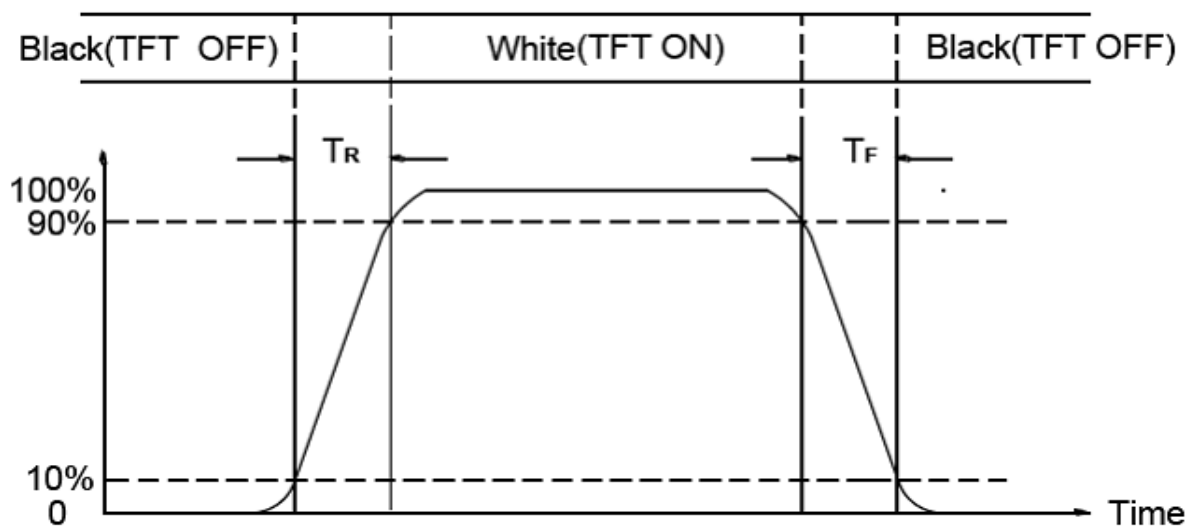 Black(TFT OFF) White(TFT ON) Black(TFT OFF)
TR TF
100%
90%
10%
0 Time